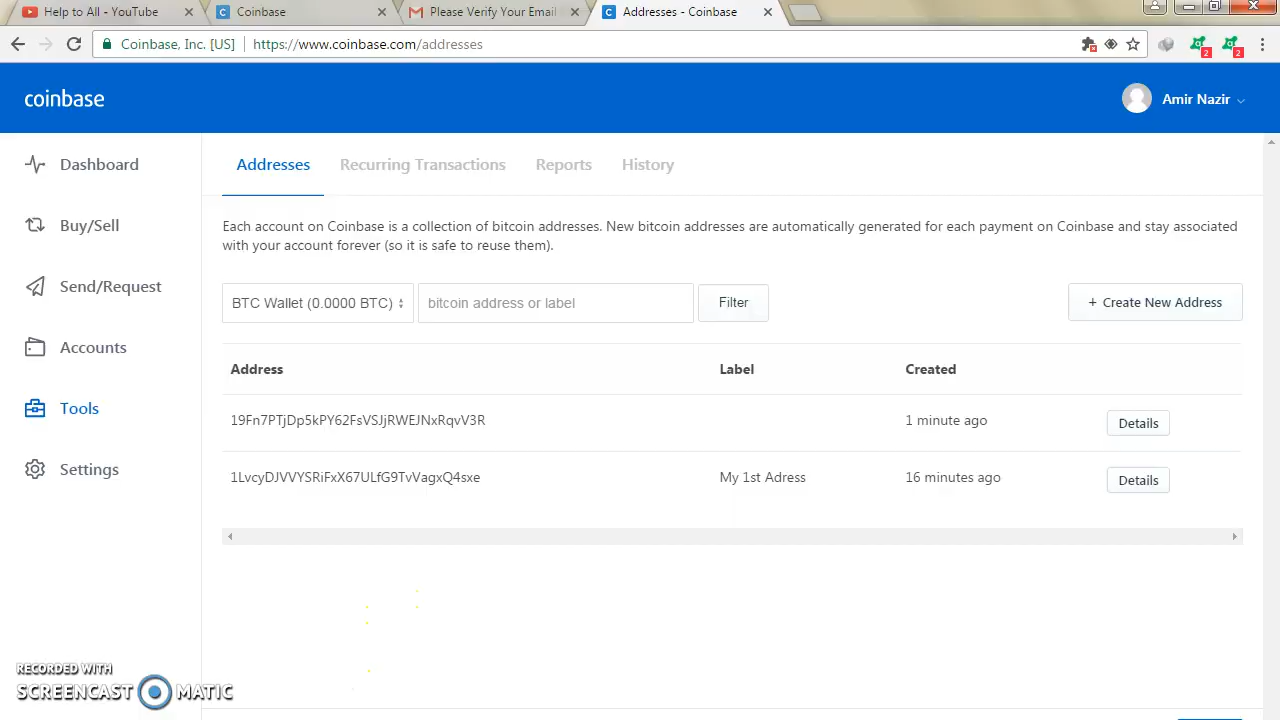 Help to All - YouTube
Coinbase
Please Verify Your Email
Addresses - Coinbase
Coinbase, Inc. [US]
https://www.coinbase.com/addresses
2
2
coinbase
Amir Nazir
Dashboard
Buy/Sell
Send/Request
Accounts
Tools
Settings
Addresses
Recurring Transactions
Reports
History
Each account on Coinbase is a collection of bitcoin addresses. New bitcoin addresses are automatically generated for each payment on Coinbase and stay associated
with your account forever (so it is safe to reuse them).
BTC Wallet (0.0000 BTC)
bitcoin address or label
Filter
+ Create New Address
Address Label Created
19Fn7PTjDp5kPY62FsVSJjRWEJNxRqvV3R 1 minute ago Details
1LvcyDJVVYSRiFxX67ULfG9TvVagxQ4sxe My 1st Adress 16 minutes ago Details
RECORDED WITH
SCREENCAST MATIC